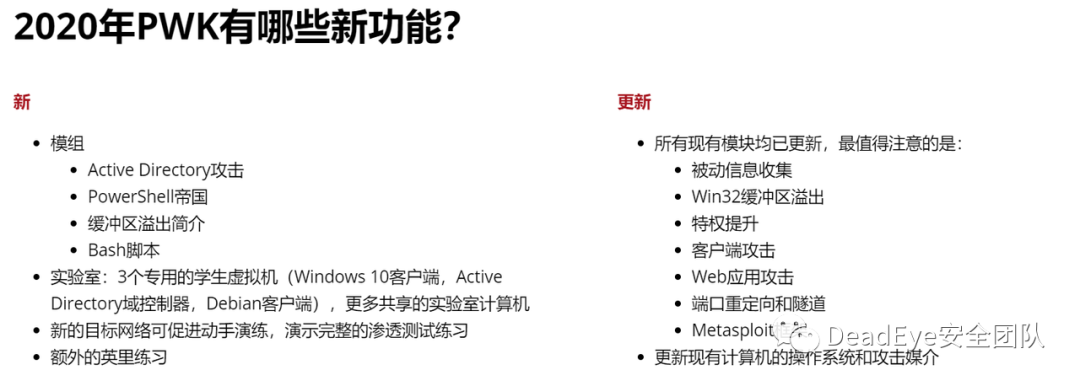 2020年PWK有哪些新功能？
新
模组
Active Directory攻击
PowerShell帝国
缓冲区溢出简介
Bash脚本
实验室：3个专用的学生虚拟机（Windows 10客户端，Active
Directory域控制器，Debian客户端），更多共享的实验室计算机
新的目标网络可促进动手演练，演示完整的渗透测试练习
额外的英里练习
更新
所有现有模块均已更新，最值得注意的是：
被动信息收集
Win32缓冲区溢出
特权提升
客户端攻击
Web应用攻击
端口重定向和隧道
Metasploit
更新现有计算机的操作系统和攻击媒介
DeadEye安全团队